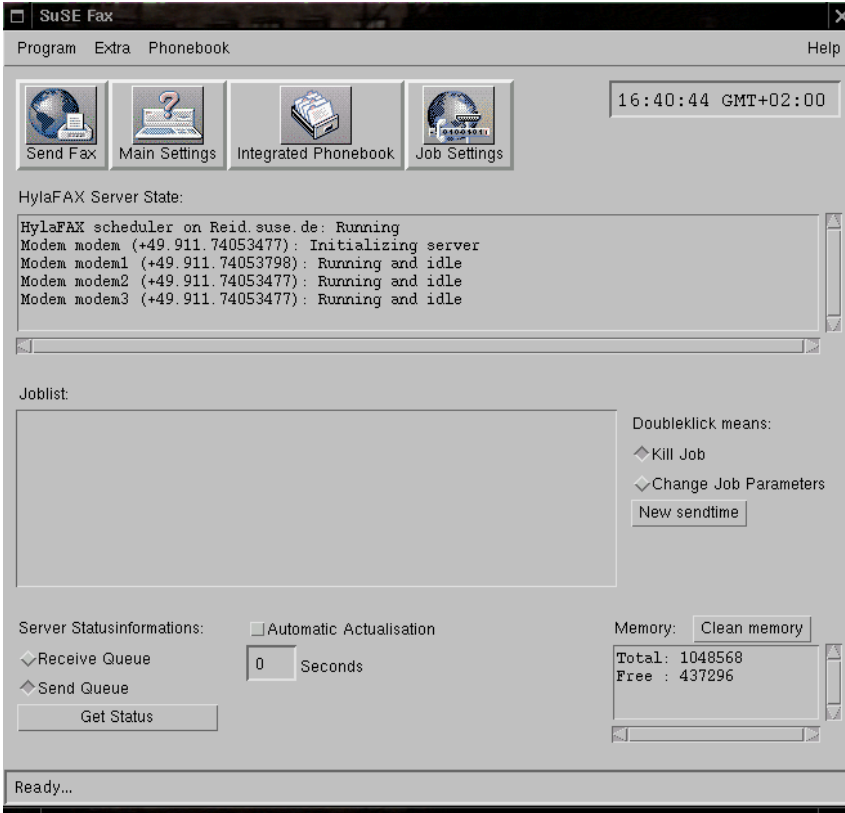 SuSE Fax
Program Extra Phonebook Help
Send Fax Main Settings Integrated Phonebook Job Settings
16:40:44 GMT+02:00
HylaFAX Server State:
HylaFAX scheduler on Reid.suse.de: Running
Modem modem (+49.911.74053477): Initializing server
Modem modem1 (+49.911.74053798): Running and idle
Modem modem2 (+49.911.74053477): Running and idle
Modem modem3 (+49.911.74053477): Running and idle
Joblist:
Doubleklick means:
Kill Job
Change Job Parameters
New sendtime
Server Statusinformations:
Receive Queue
Send Queue
Get Status
Automatic Actualisation
0 Seconds
Memory: Clean memory
Total: 1048568
Free : 437296
Ready...